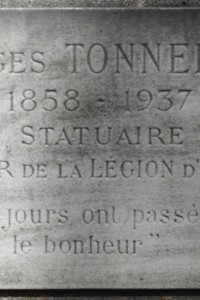 GES TONNEL
1858 - 1937
STATUAIRE
R DE LA LÉGION D'
jours ont passé
le bonheur"